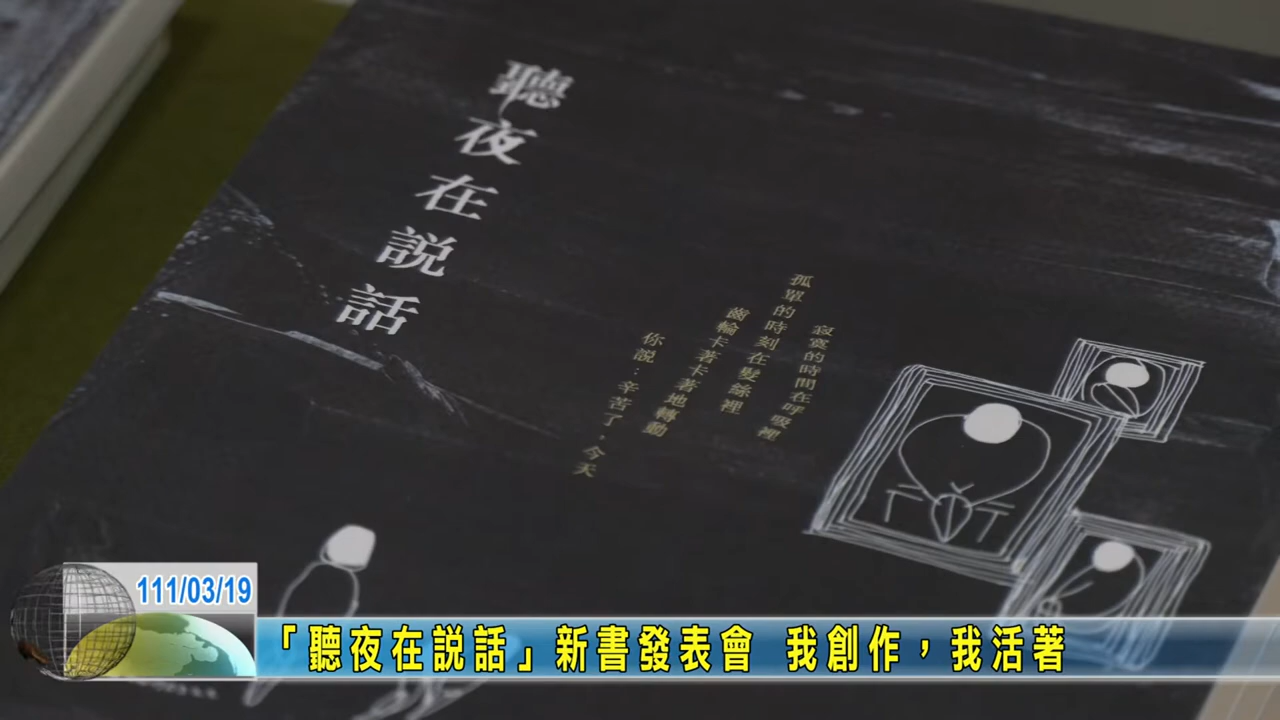 聽夜在説話
寂寞的時間在呼吸裡
孤單的時刻在髮絲裡
齒輪卡著卡著地轉動
你說：辛苦了，今天
111/03/19
「聽夜在說話」新書發表會 我創作，我活著